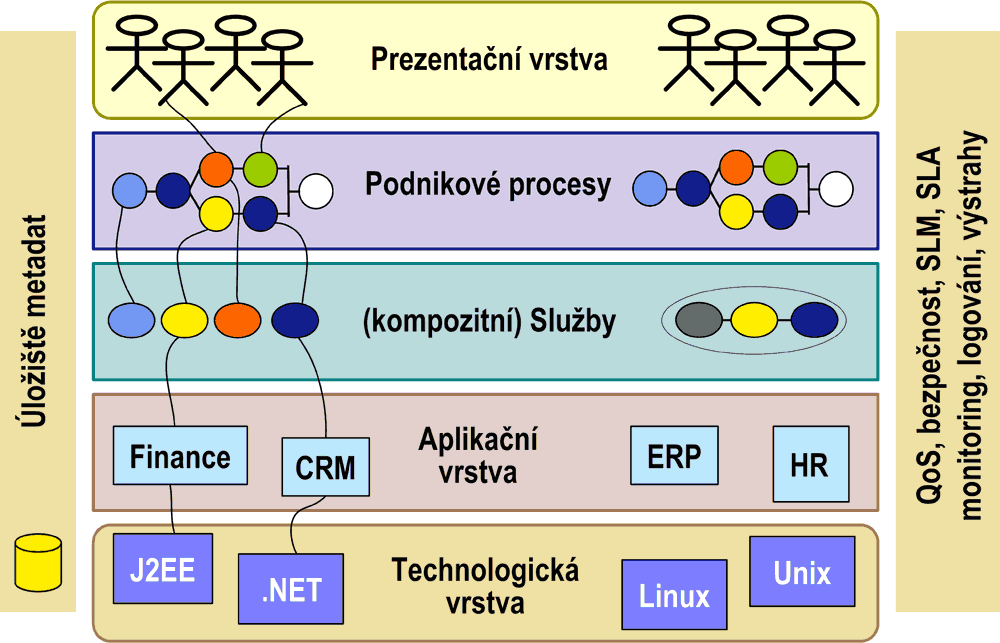 Prezentační vrstva
Podnikové procesy
(kompozitní) Služby
Aplikační
vrstva
Finance
CRM
ERP
HR
Technologická
vrstva
J2EE
.NET
Linux
Unix
Úložiště metadat
QoS, bezpečnost, SLM, SLA
monitoring, logování, výstrahy